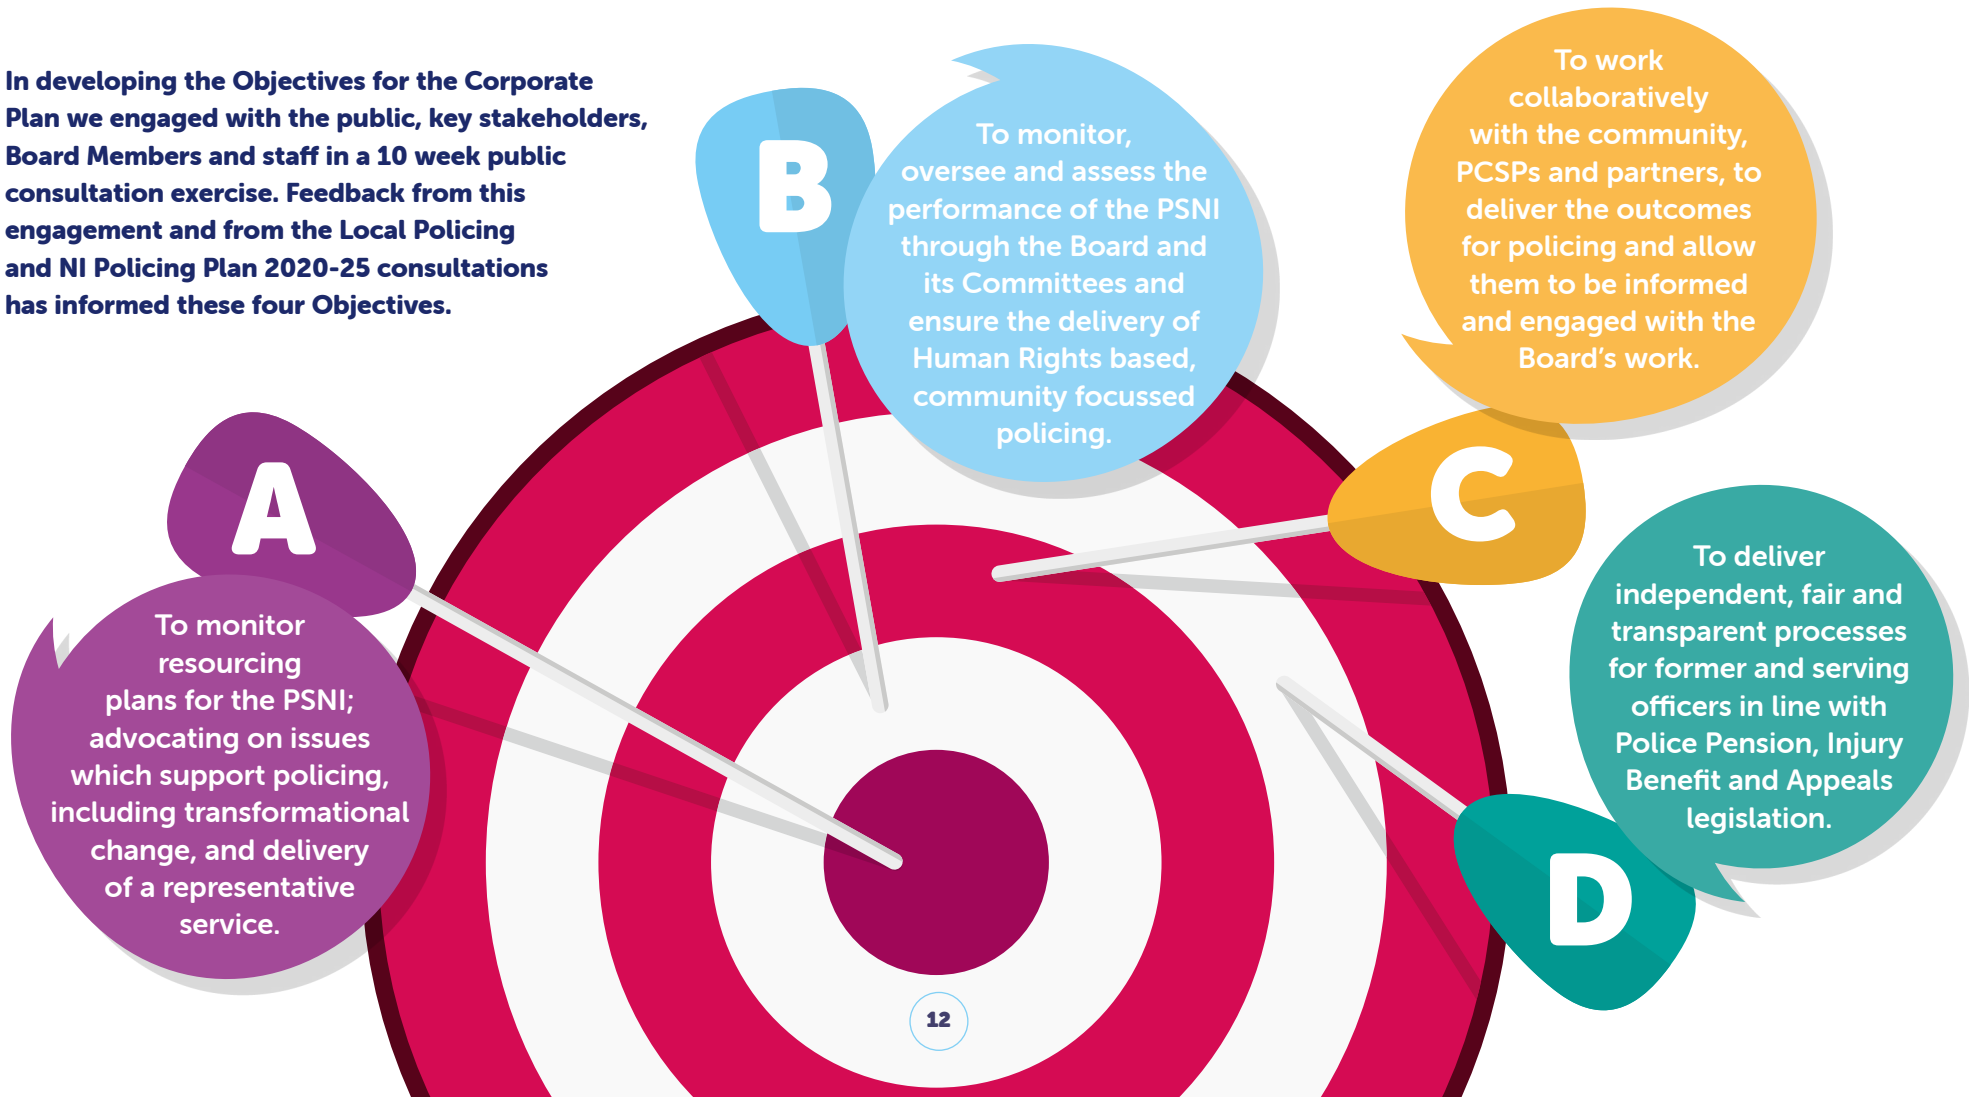 In developing the Objectives for the Corporate
Plan we engaged with the public, key stakeholders,
Board Members and staff in a 10 week public
consultation exercise. Feedback from this
engagement and from the Local Policing
and NI Policing Plan 2020-25 consultations
has informed these four Objectives.
A
To monitor
resourcing
plans for the PSNI;
advocating on issues
which support policing,
including transformational
change, and delivery
of a representative
service.
B
To monitor,
oversee and assess the
performance of the PSNI
through the Board and
its Committees and
ensure the delivery of
Human Rights based,
community focussed
policing.
C
To work
collaboratively
with the community,
PCSPs and partners, to
deliver the outcomes
for policing and allow
them to be informed
and engaged with the
Board's work.
D
To deliver
independent, fair and
transparent processes
for former and serving
officers in line with
Police Pension, Injury
Benefit and Appeals
legislation.
12